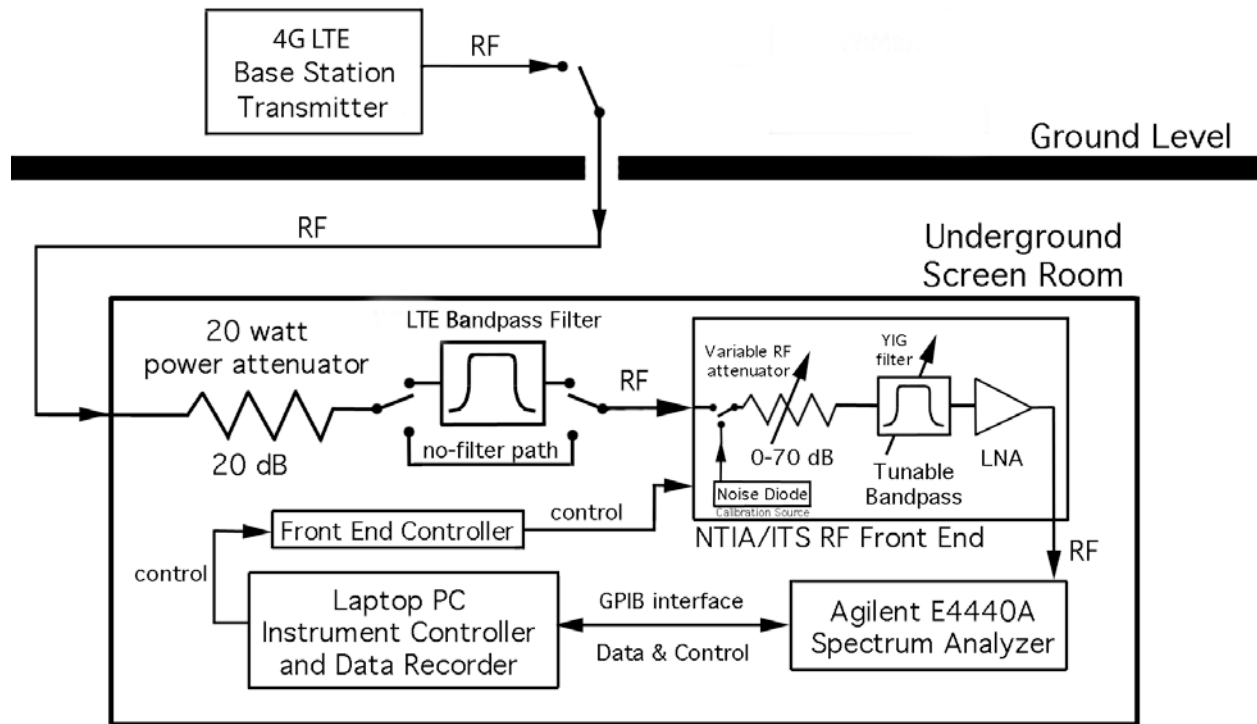 4G LTE
Base Station
Transmitter
RF
Ground Level
RF
Underground
Screen Room
20 watt
power attenuator
20 dB
LTE Bandpass Filter
no-filter path
RF
Variable RF
attenuator
0-70 dB
YIG
filter
Tunable
Bandpass
LNA
Noise Diode
Calibration Source
NTIA/ITS RF Front End
Front End Controller
control
RF
control
Laptop PC
Instrument Controller
and Data Recorder
GPIB interface
Data & Control
Agilent E4440A
Spectrum Analyzer